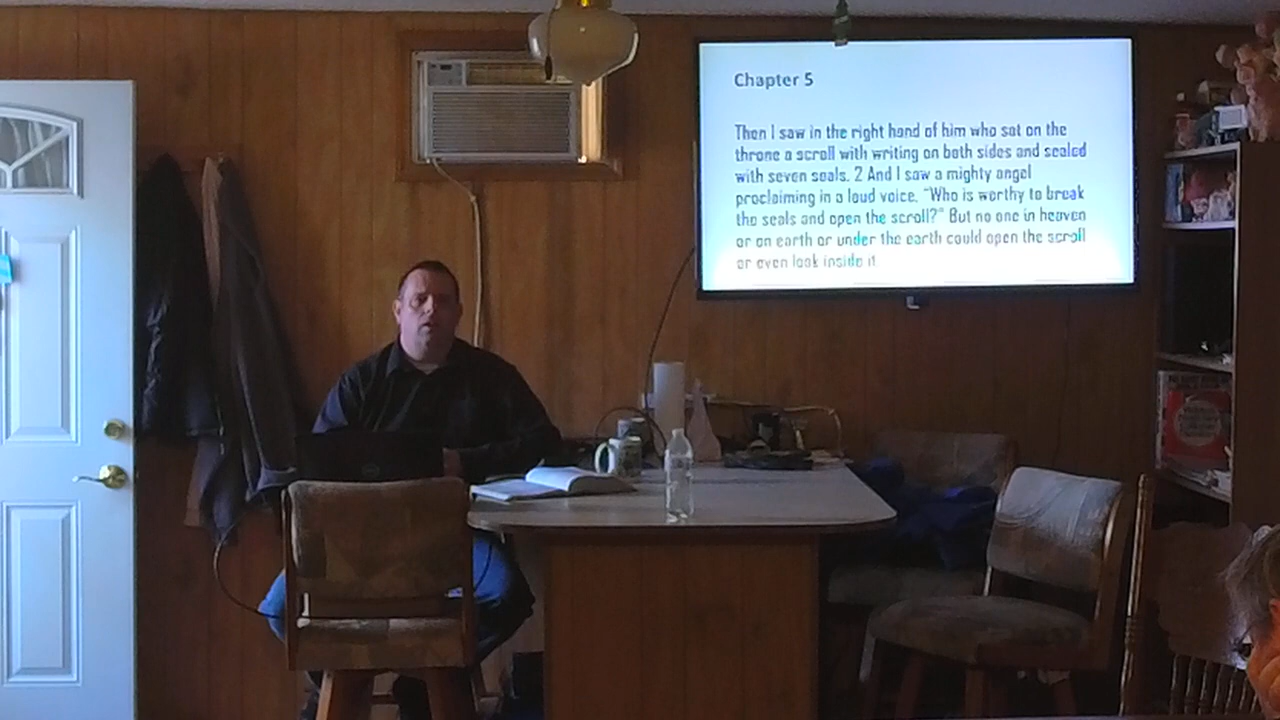 Chapter 5
Then I saw in the right hand of him who sat on the
throne a scroll with writing on both sides and sealed
with seven seals. 2 And I saw a mighty angel
proclaiming in a loud voice, "Who is worthy to break
the seals and open the scroll?" But no one in heaven
or on earth or under the earth could open the scroll
or even look inside it.